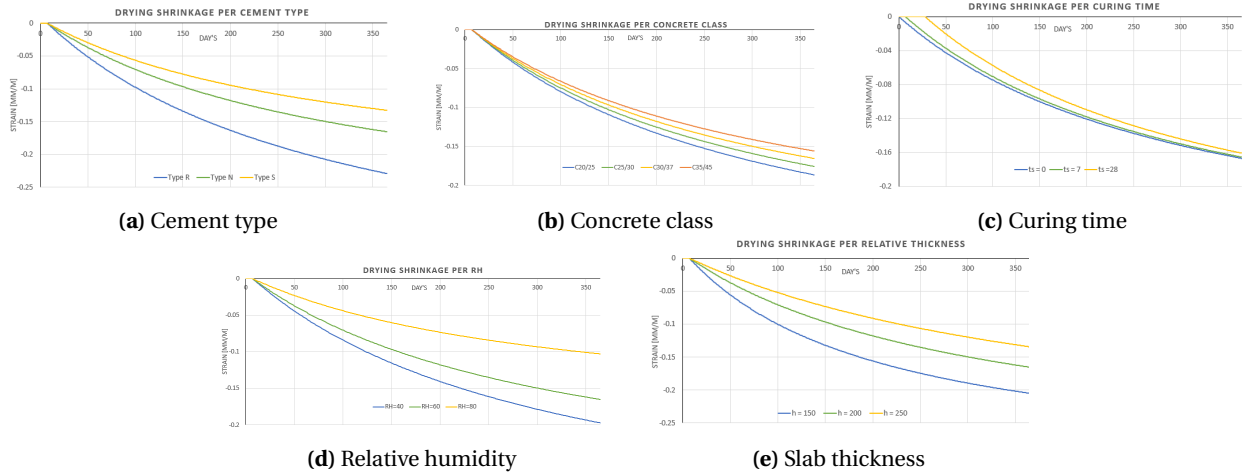 DRYING SHRINKAGE PER CEMENT TYPE
DAY'S
0 50 100 150 200 250 300 350
0
-0.05
-0.1
-0.15
-0.2
-0.25
STRAIN [MM/M]
Type R Type N Type S
(a) Cement type
DRYING SHRINKAGE PER CONCRETE CLASS
DAY'S
0 50 100 150 200 250 300 350
0
-0.05
-0.1
-0.15
-0.2
STRAIN [MM/M]
C20/25 C25/30 C30/37 C35/45
(b) Concrete class
DRYING SHRINKAGE PER CURING TIME
DAY'S
0 50 100 150 200 250 300 350
0
-0.04
-0.08
-0.12
-0.16
-0.2
STRAIN [MM/M]
ts = 0 ts = 7 ts =28
(c) Curing time
DRYING SHRINKAGE PER RH
DAY'S
0 50 100 150 200 250 300 350
0
-0.05
-0.1
-0.15
-0.2
STRAIN [MM/M]
RH=40 RH=60 RH=80
(d) Relative humidity
DRYING SHRINKAGE PER RELATIVE THICKNESS
DAY'S
0 50 100 150 200 250 300 350
0
-0.05
-0.1
-0.15
-0.2
-0.25
STRAIN [MM/M]
h = 150 h = 200 h = 250
(e) Slab thickness